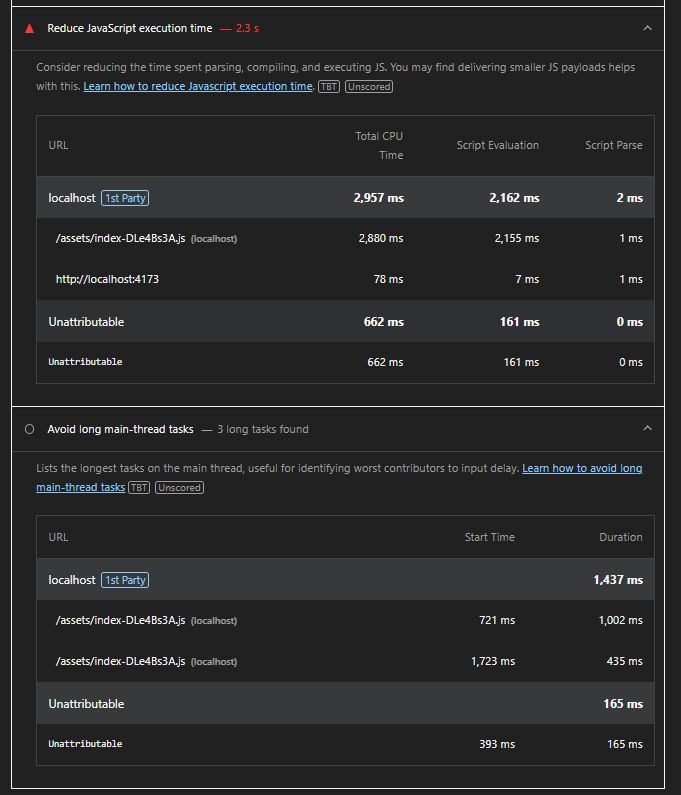 Reduce JavaScript execution time — 2.3 s
Consider reducing the time spent parsing, compiling, and executing JS. You may find delivering smaller JS payloads helps
with this. Learn how to reduce Javascript execution time. TBT Unscored
URL Total CPU Time Script Evaluation Script Parse
localhost 1st Party 2,957 ms 2,162 ms 2 ms
/assets/index-DLe4Bs3A.js (localhost) 2,880 ms 2,155 ms 1 ms
http://localhost:4173 78 ms 7 ms 1 ms
Unattributable 662 ms 161 ms 0 ms
Unattributable 662 ms 161 ms 0 ms
Avoid long main-thread tasks — 3 long tasks found
Lists the longest tasks on the main thread, useful for identifying worst contributors to input delay. Learn how to avoid long
main-thread tasks TBT Unscored
URL Start Time Duration
localhost 1st Party 1,437 ms
/assets/index-DLe4Bs3A.js (localhost) 721 ms 1,002 ms
/assets/index-DLe4Bs3A.js (localhost) 1,723 ms 435 ms
Unattributable 165 ms
Unattributable 393 ms 165 ms